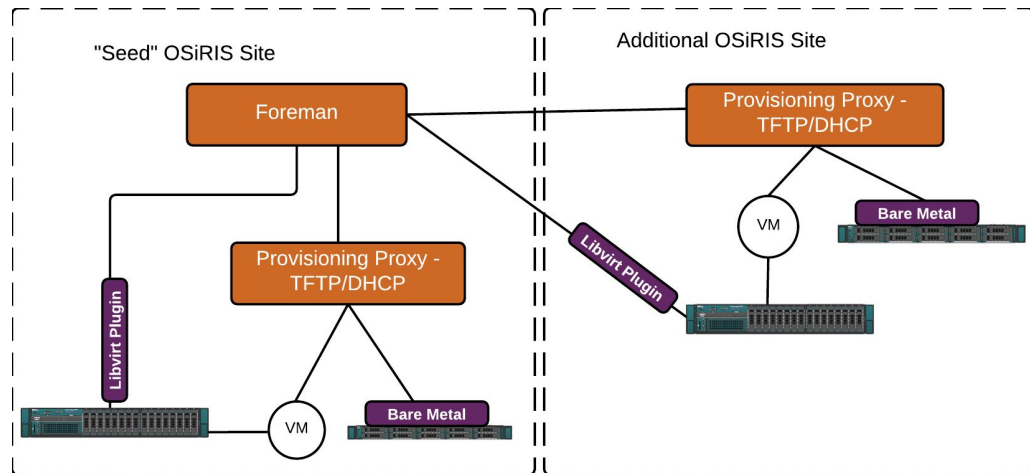 "Seed" OSiRIS Site
Foreman
Provisioning Proxy -
TFTP/DHCP
Libvirt Plugin
VM
Bare Metal
Additional OSiRIS Site
Provisioning Proxy -
TFTP/DHCP
Libvirt Plugin
VM
Bare Metal